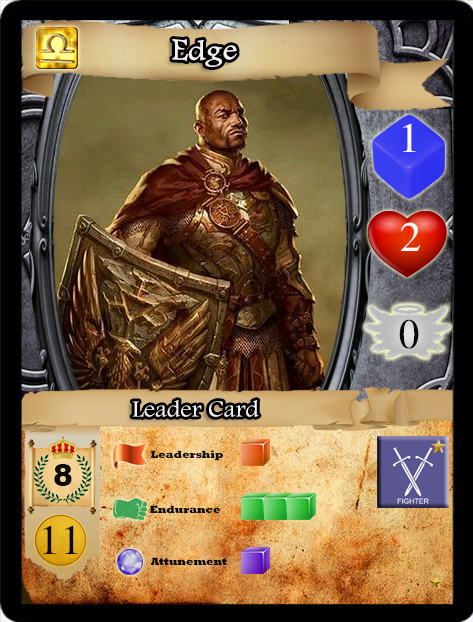 Edge
1
2
0
Leader Card
8
Leadership
Endurance
FIGHTER
11
Attunement